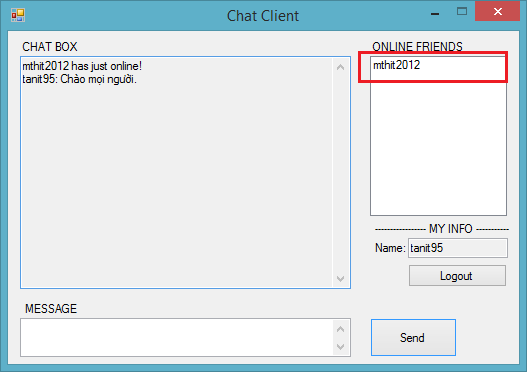 Chat Client
CHAT BOX
mthit2012 has just online!
tanit95: Chào mọi người.
ONLINE FRIENDS
mthit2012
----------------- MY INFO -----------
Name: tanit95
Logout
MESSAGE
Send